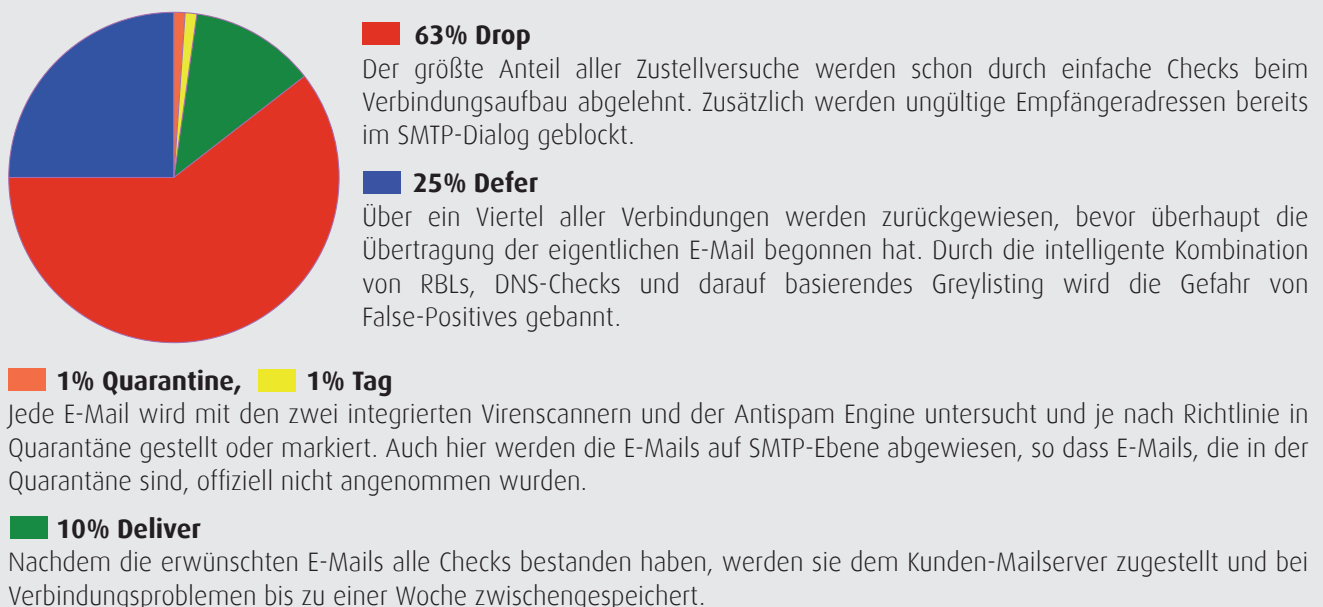 63% Drop
Der größte Anteil aller Zustellversuche werden schon durch einfache Checks beim
Verbindungsaufbau abgelehnt. Zusätzlich werden ungültige Empfängeradressen bereits
im SMTP-Dialog geblockt.
25% Defer
Über ein Viertel aller Verbindungen werden zurückgewiesen, bevor überhaupt die
Übertragung der eigentlichen E-Mail begonnen hat. Durch die intelligente Kombination
von RBLs, DNS-Checks und darauf basierendes Greylisting wird die Gefahr von
False-Positives gebannt.
1% Quarantine, 1% Tag
Jede E-Mail wird mit den zwei integrierten Virenscannern und der Antispam Engine untersucht und je nach Richtlinie in
Quarantäne gestellt oder markiert. Auch hier werden die E-Mails auf SMTP-Ebene abgewiesen, so dass E-Mails, die in der
Quarantäne sind, offiziell nicht angenommen wurden.
10% Deliver
Nachdem die erwünschten E-Mails alle Checks bestanden haben, werden sie dem Kunden-Mailserver zugestellt und bei
Verbindungsproblemen bis zu einer Woche zwischengespeichert.